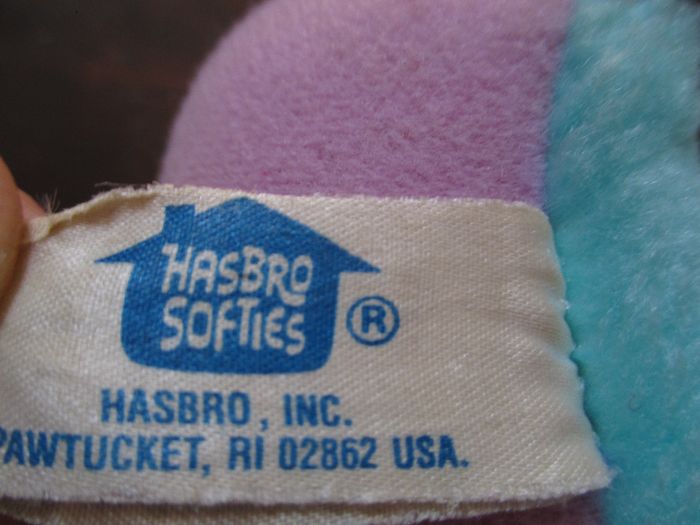 HASBRO
SOFTIES ®
HASBRO, INC.
PAWTUCKET, RI 02862 USA.